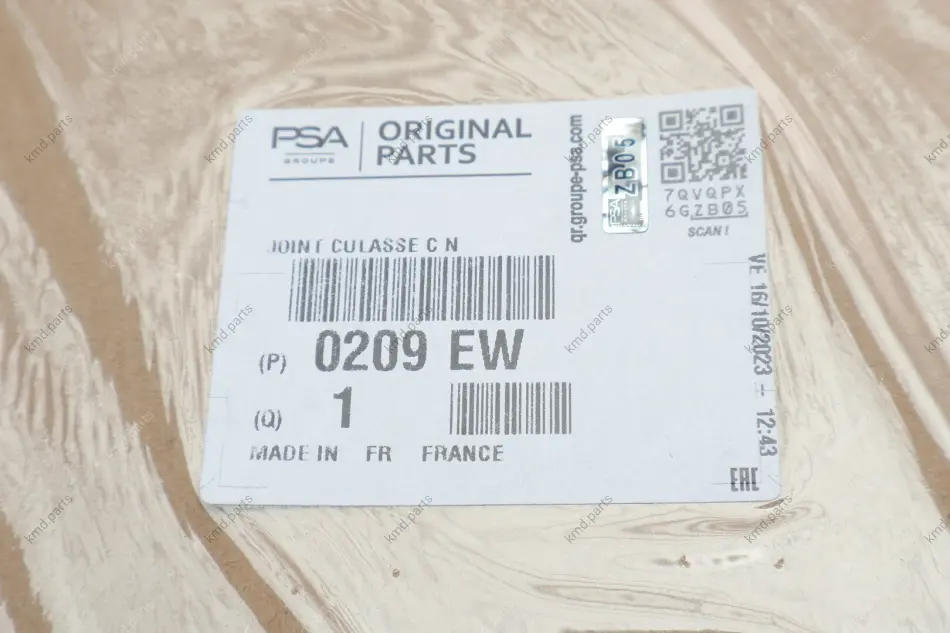 PSA
GROUPE
ORIGINAL
PARTS
qr.groupe-psa.com
ZB05
PSA
7QVQPX
6GZB05
SCAN!
JOINT CULASSE C N
(P) 0209 EW
(Q) 1
MADE IN FR FRANCE
VE 16/10/2023 - 12:43
EAC
kmd.parts